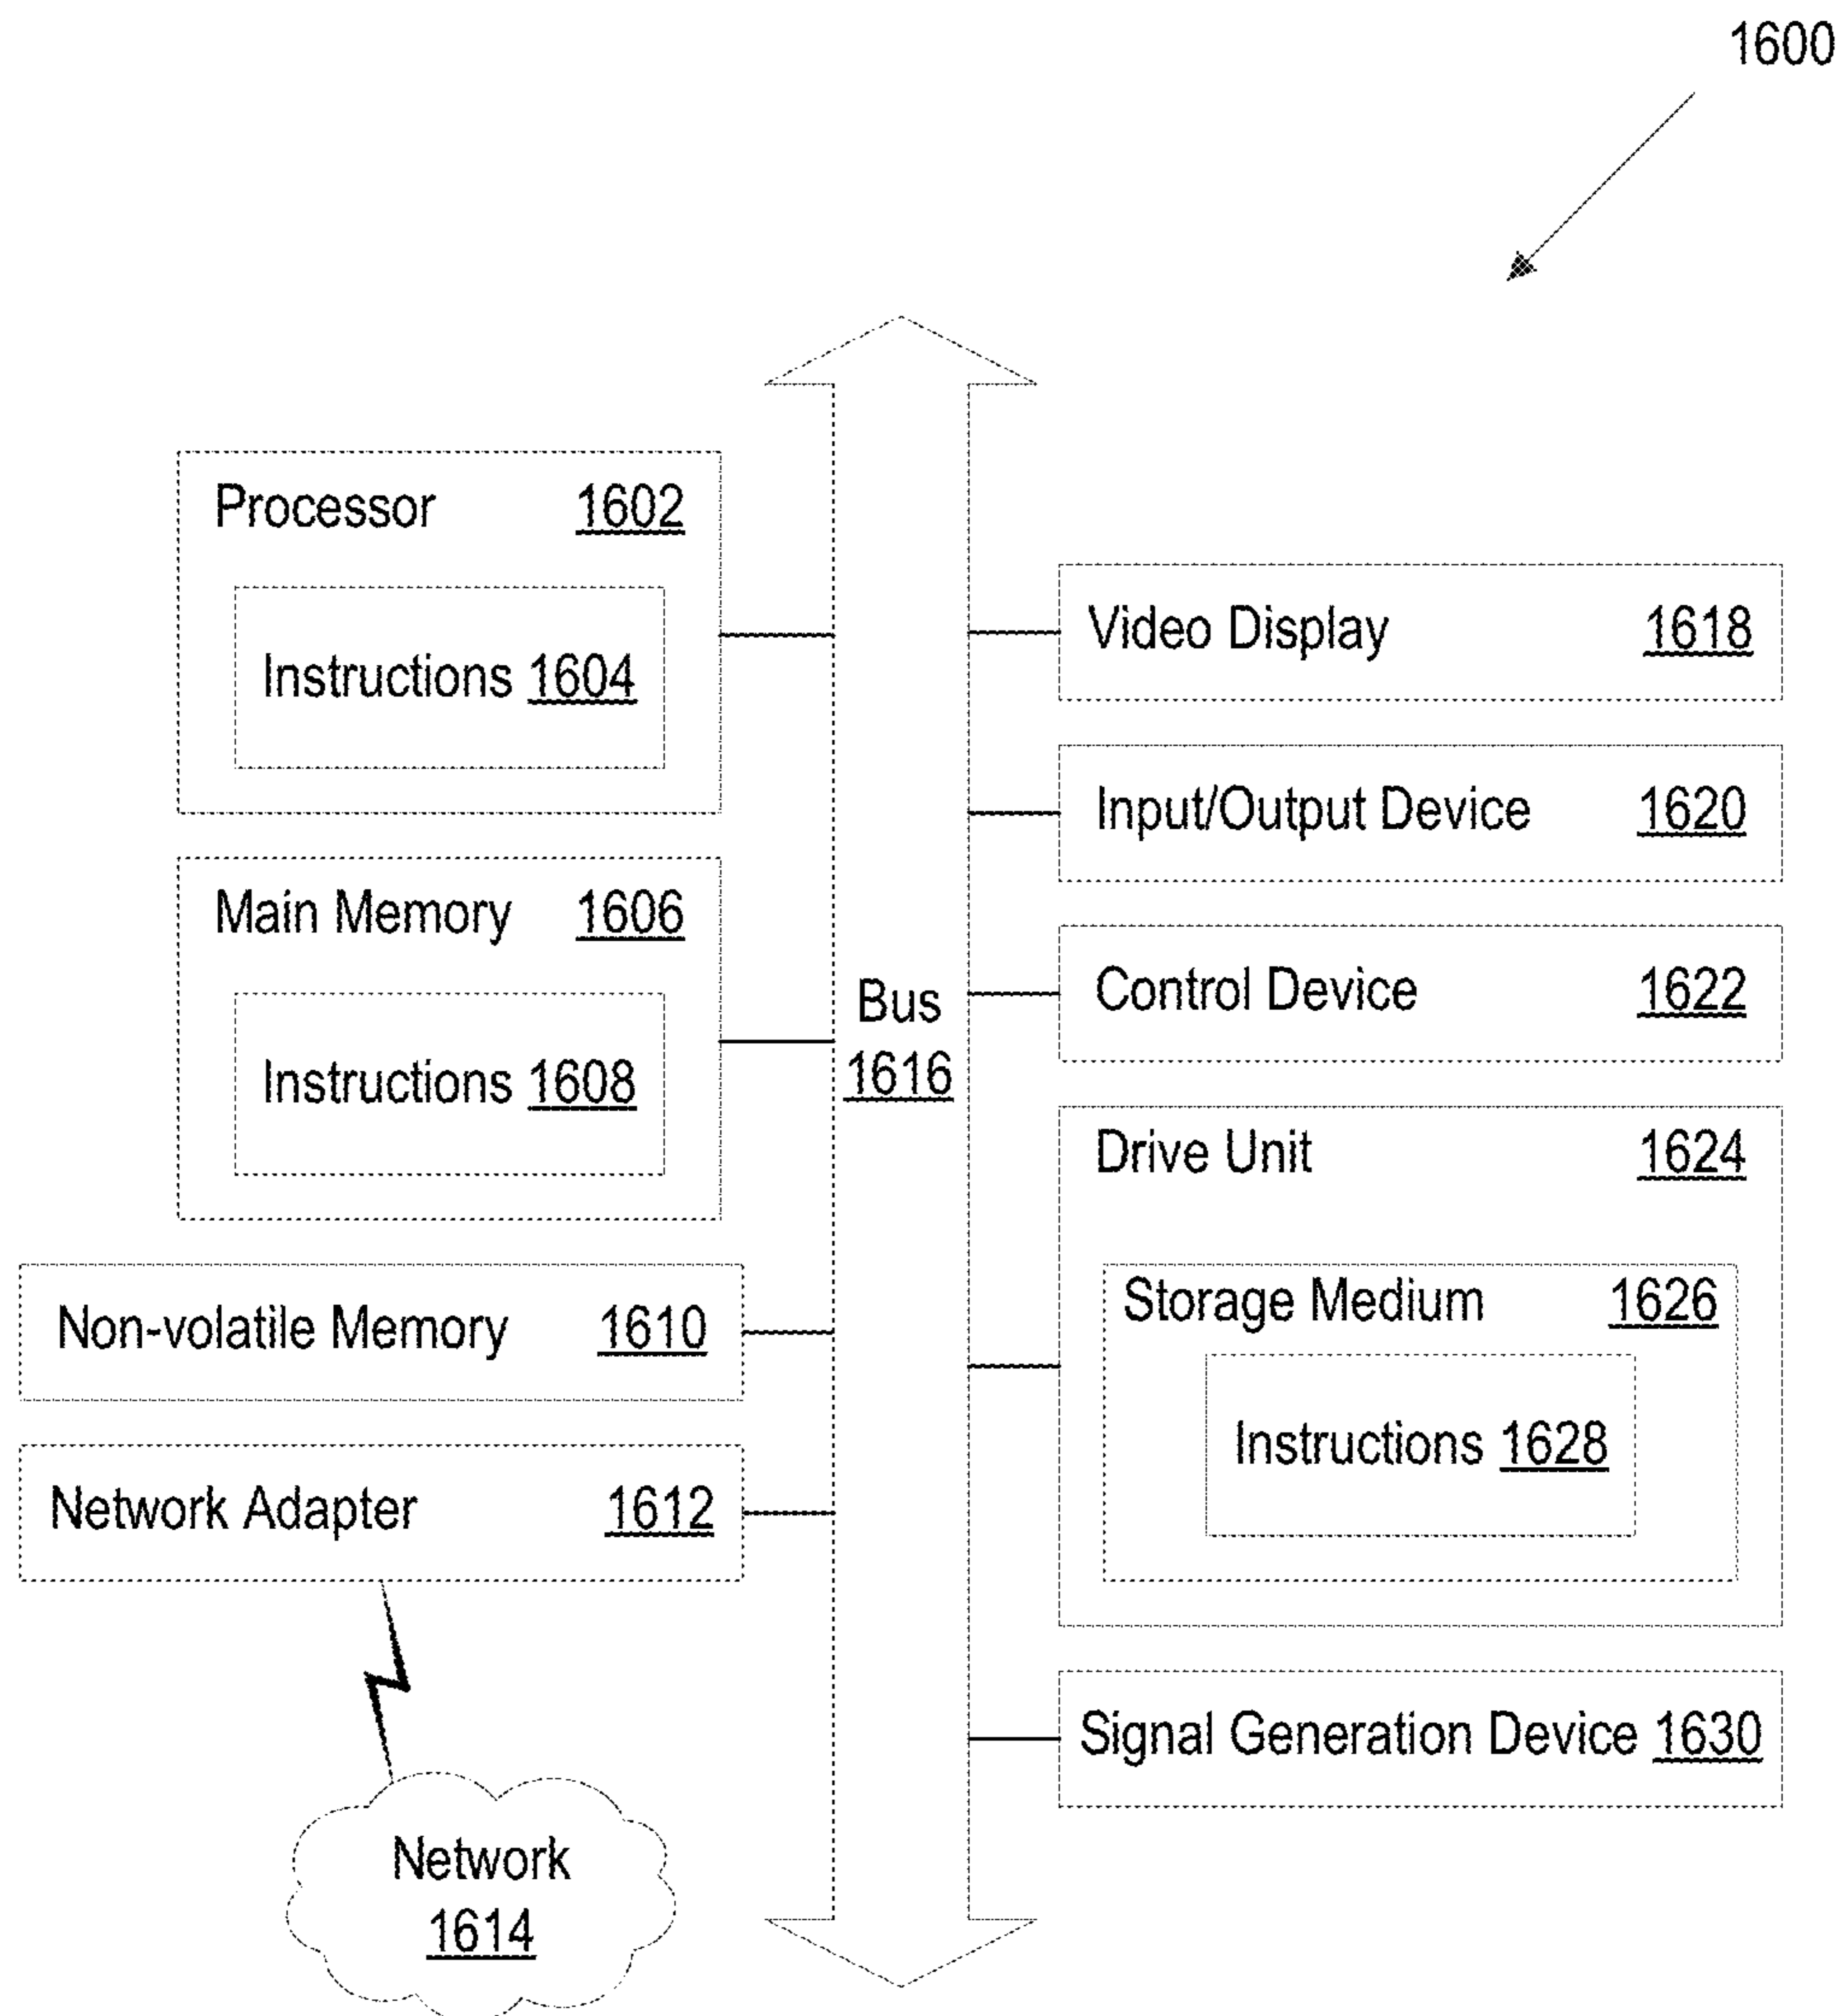 1600
Processor 1602
Instructions 1604
Main Memory 1606
Instructions 1608
Non-volatile Memory 1610
Network Adapter 1612
Network
1614
Bus
1616
Video Display 1618
Input/Output Device 1620
Control Device 1622
Drive Unit 1624
Storage Medium 1626
Instructions 1628
Signal Generation Device 1630